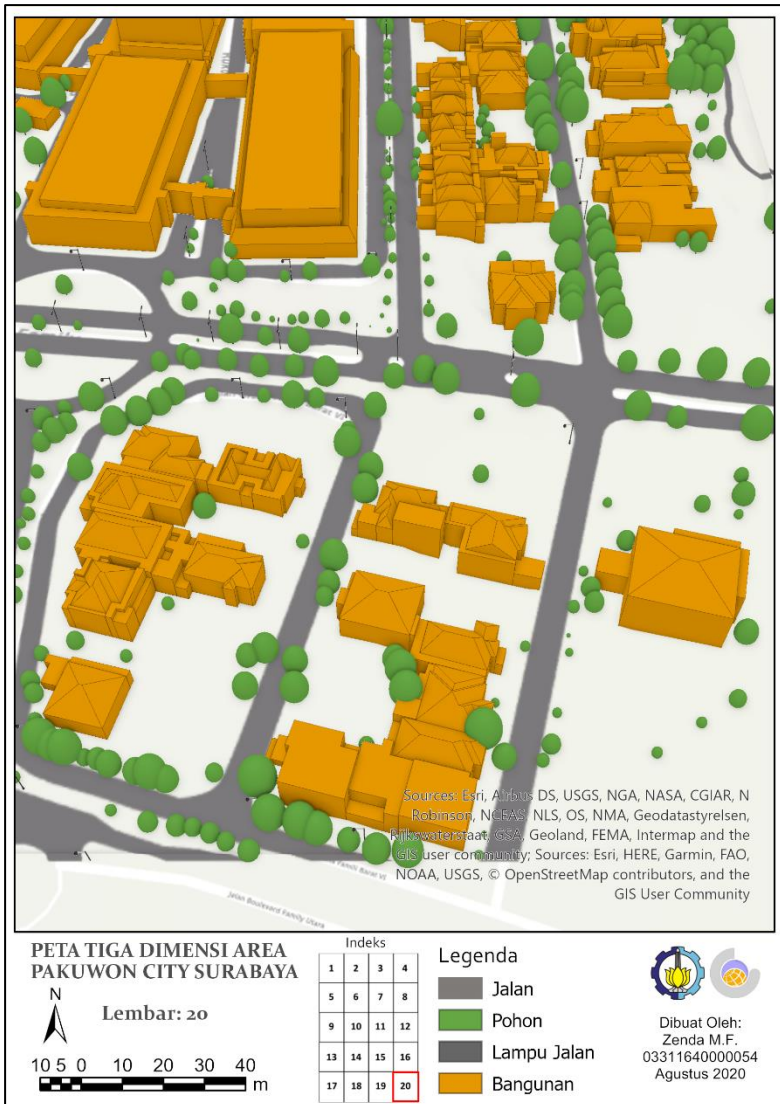 Sources: Esri, Airbus DS, USGS, NGA, NASA, CGIAR, N
Robinson, NCEAS, NLS, OS, NMA, Geodatastyrelsen,
Rijkswaterstaat, GSA, Geoland, FEMA, Intermap and the
GIS user community; Sources: Esri, HERE, Garmin, FAO,
NOAA, USGS, © OpenStreetMap contributors, and the
GIS User Community
Jalan Boulevard Family Utara
PETA TIGA DIMENSI AREA
PAKUWON CITY SURABAYA
N
Lembar: 20
10 5 0 10 20 30 40
m
Indeks
1 2 3 4
5 6 7 8
9 10 11 12
13 14 15 16
17 18 19 20
Legenda
Jalan
Pohon
Lampu Jalan
Bangunan
Dibuat Oleh:
Zenda M.F.
03311640000054
Agustus 2020